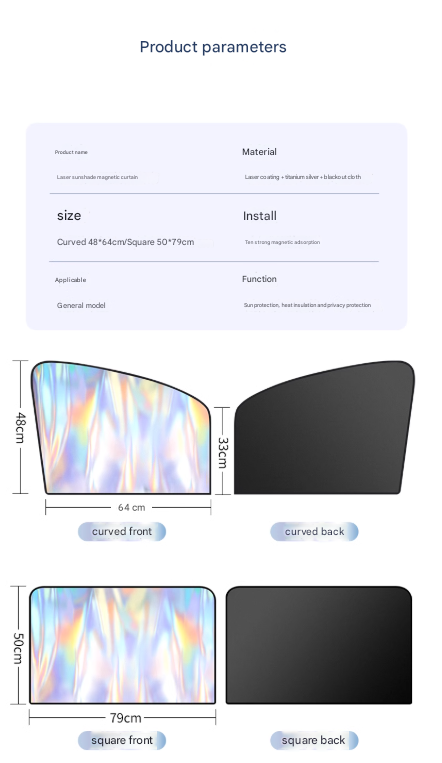 Product parameters
Product name
Material
Laser sunshade magnetic curtain
Laser coating + titanium silver + blackout cloth
size
Install
Curved 48*64cm/Square 50*79cm
Ten strong magnetic adsorption
Applicable
Function
General model
Sun protection, heat insulation and privacy protection
48cm
33cm
64 cm
curved front
curved back
50cm
79cm
square front
square back